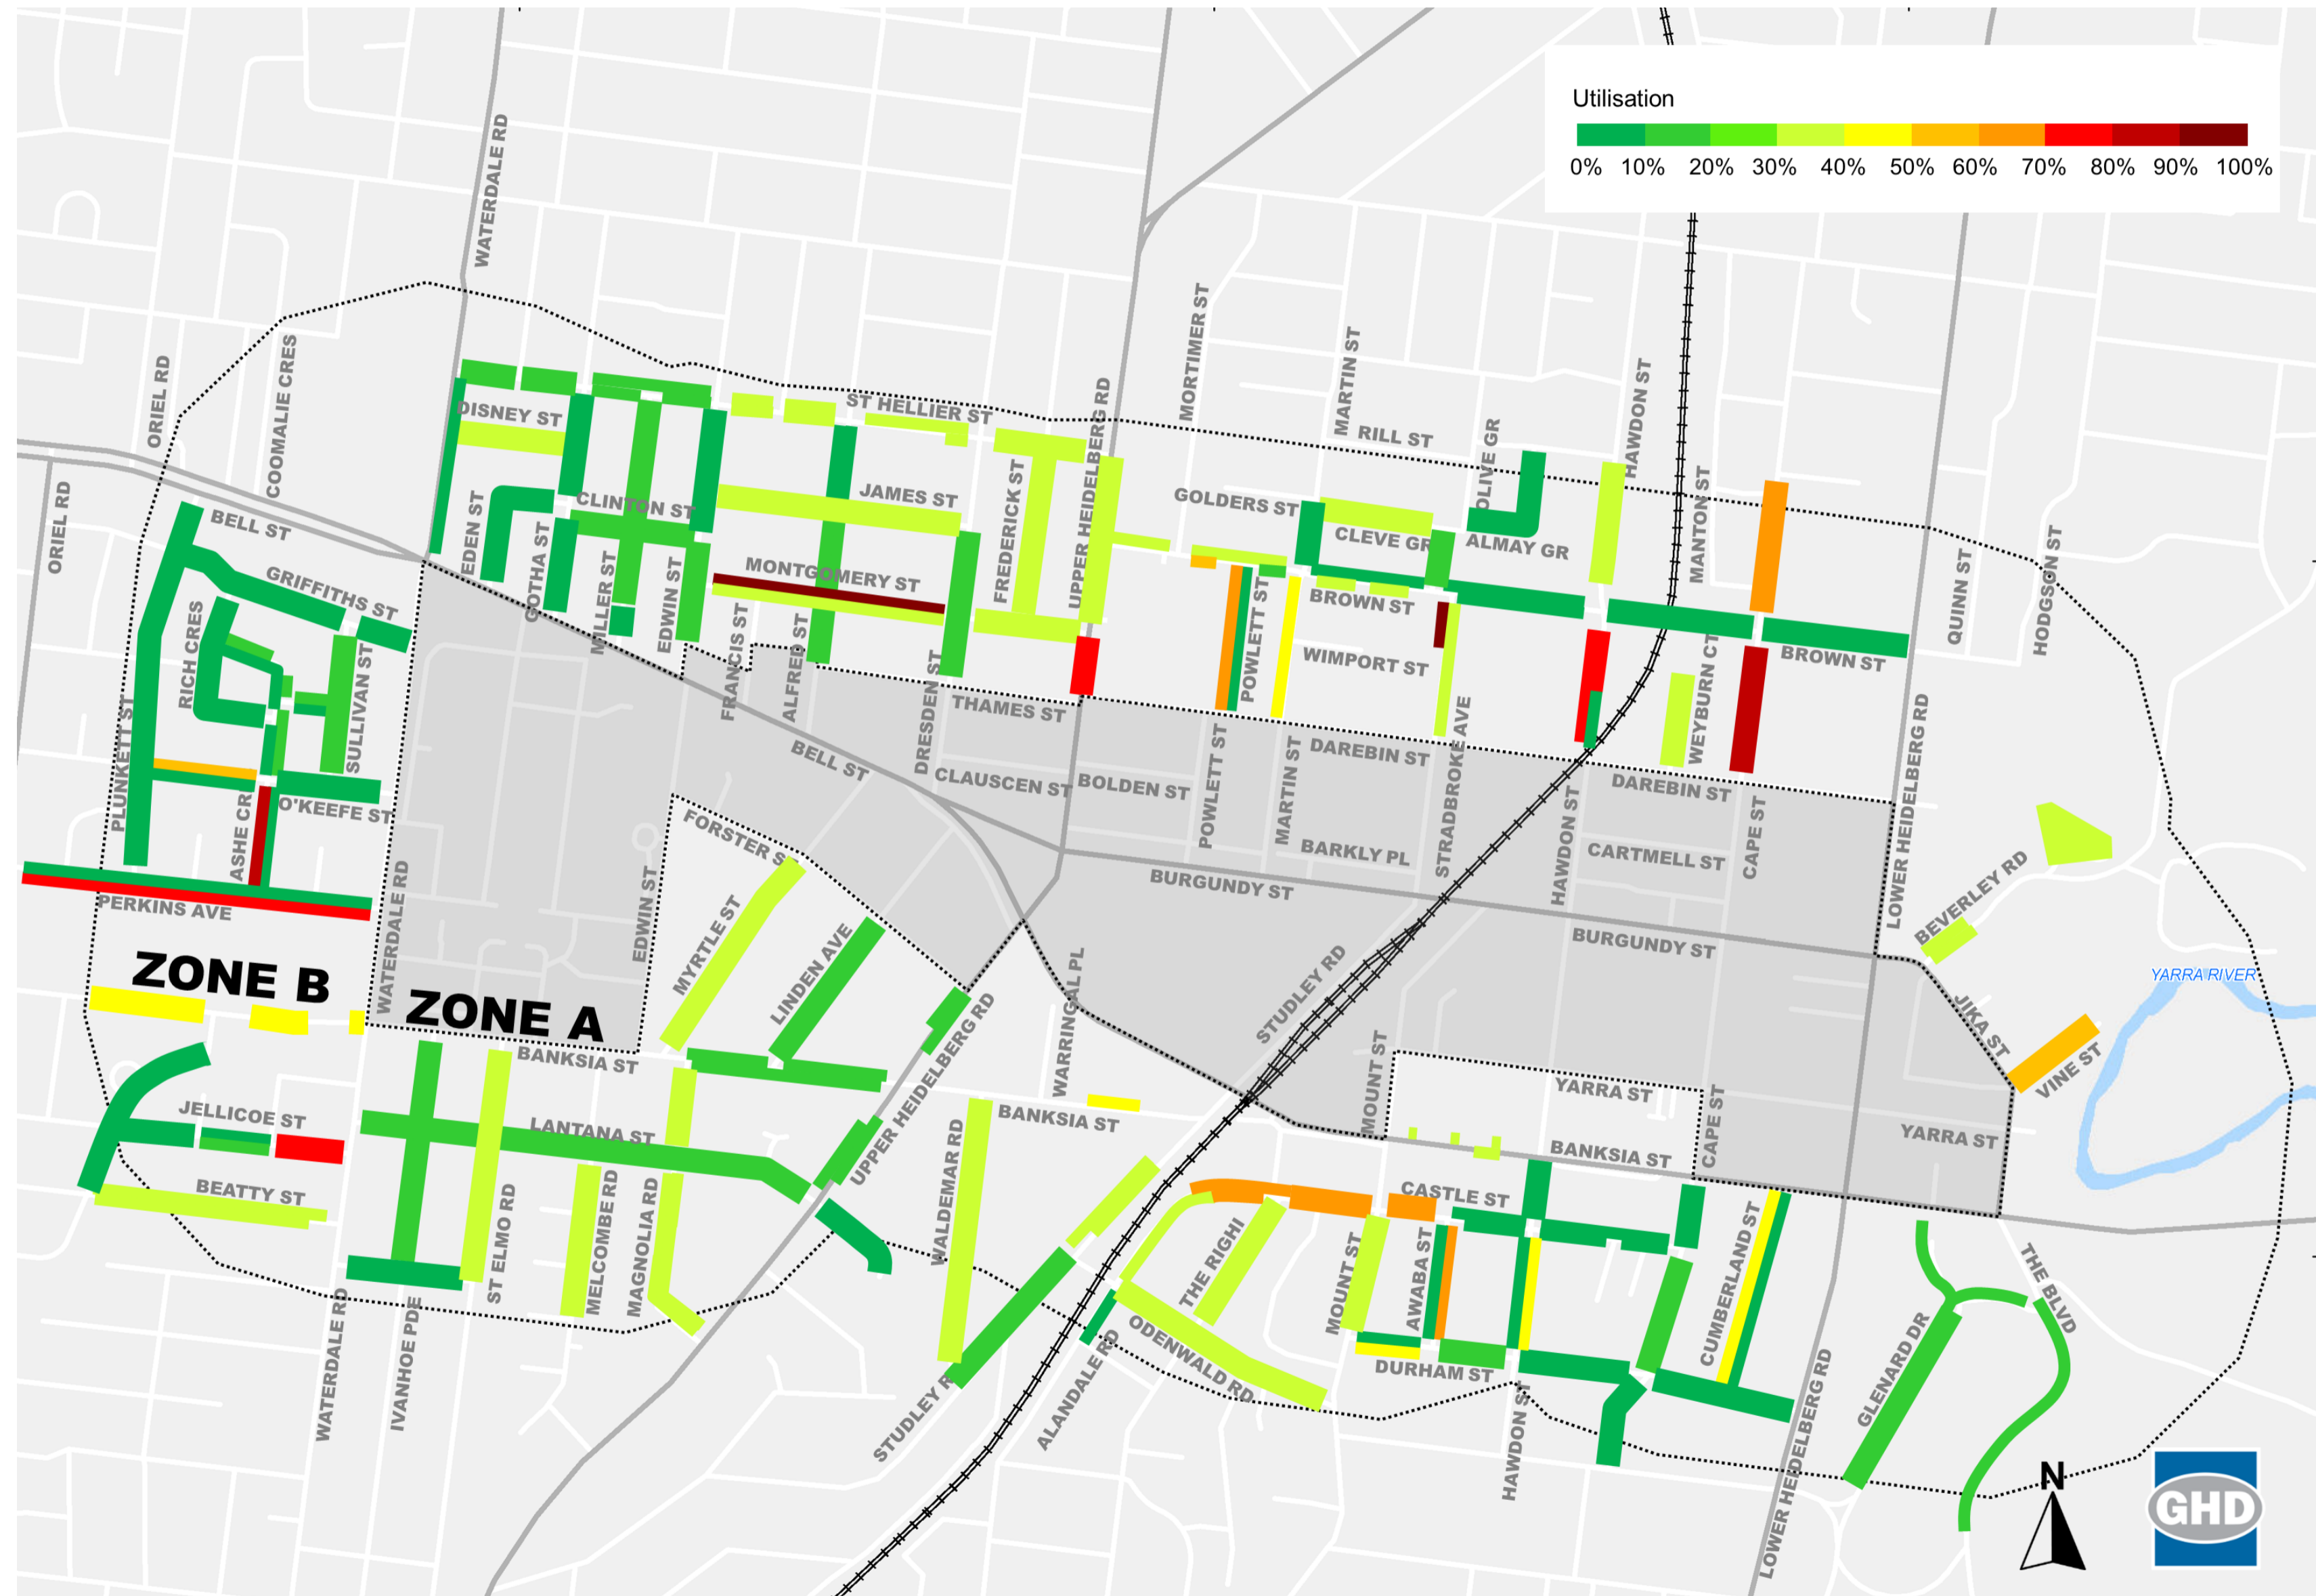 Utilisation
0% 10% 20% 30% 40% 50% 60% 70% 80% 90% 100%
WATERDALE RD
ORIEL RD
COOMALIE CRES
MORTIMER ST
MARTIN ST
HAWDON ST
UPPER HEIDELBERG RD
DISNEY ST
ST HELLIER ST
RILL ST
OLIVE GR
MANTON ST
ORIEL RD
BELL ST
EDEN ST
CLINTON ST
JAMES ST
FREDERICK ST
GOLDERS ST
CLEVE GR
ALMAY GR
QUINN ST
HODGSON ST
GRIFFITHS ST
GOTHA ST
MILLER ST
EDWIN ST
MONTGOMERY ST
POWLETT ST
BROWN ST
BROWN ST
RICH CRES
SULLIVAN ST
FRANCIS ST
ALFRED ST
DRESDEN ST
THAMES ST
WIMPORT ST
WEYBURN CT
PLUNKETT ST
BELL ST
DAREBIN ST
DAREBIN ST
STRADBROKE AVE
LOWER HEIDELBERG RD
ASHE CR
O'KEEFE ST
FORSTER S
CLAUSCEN ST
BOLDEN ST
POWLETT ST
MARTIN ST
BARKLY PL
HAWDON ST
CARTMELL ST
CAPE ST
PERKINS AVE
WATERDALE RD
EDWIN ST
MYRTLE ST
LINDEN AVE
BURGUNDY ST
BURGUNDY ST
BEVERLEY RD
ZONE B
ZONE A
YARRA RIVER
BANKSIA ST
UPPER HEIDELBERG RD
WARRINGAL PL
STUDLEY RD
MOUNT ST
JIKA ST
VINE ST
YARRA ST
YARRA ST
JELLICOE ST
LANTANA ST
BANKSIA ST
BANKSIA ST
CAPE ST
BEATTY ST
ST ELMO RD
MELCOMBE RD
MAGNOLIA RD
WALDEMAR RD
CASTLE ST
THE RIGHI
MOUNT ST
AWABA ST
CUMBERLAND ST
THE BLVD
WATERDALE RD
IVANHOE PDE
STUDLEY R
ALANDALE RD
ODENWALD RD
DURHAM ST
HAWDON ST
LOWER HEIDELBERG RD
GLENARD DR
N
GHD